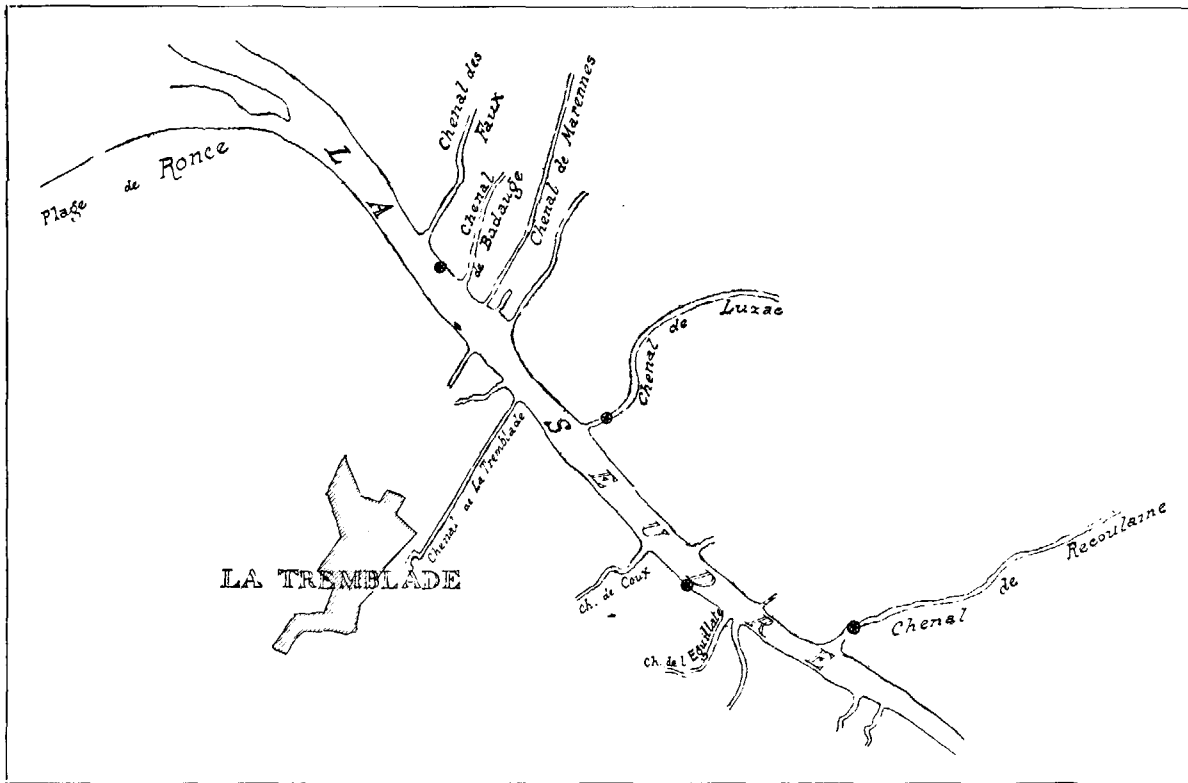 Plage de Ronce
Chenal des
Faux
Chenal
de Badauge
Chenal de Marennes
LA SEUDRE
Chenal de Luzac
Chenal de La Tremblade
LA TREMBLADE
Ch. de Coux
Ch. de l'Eguillate
Chenal de Recoulaine